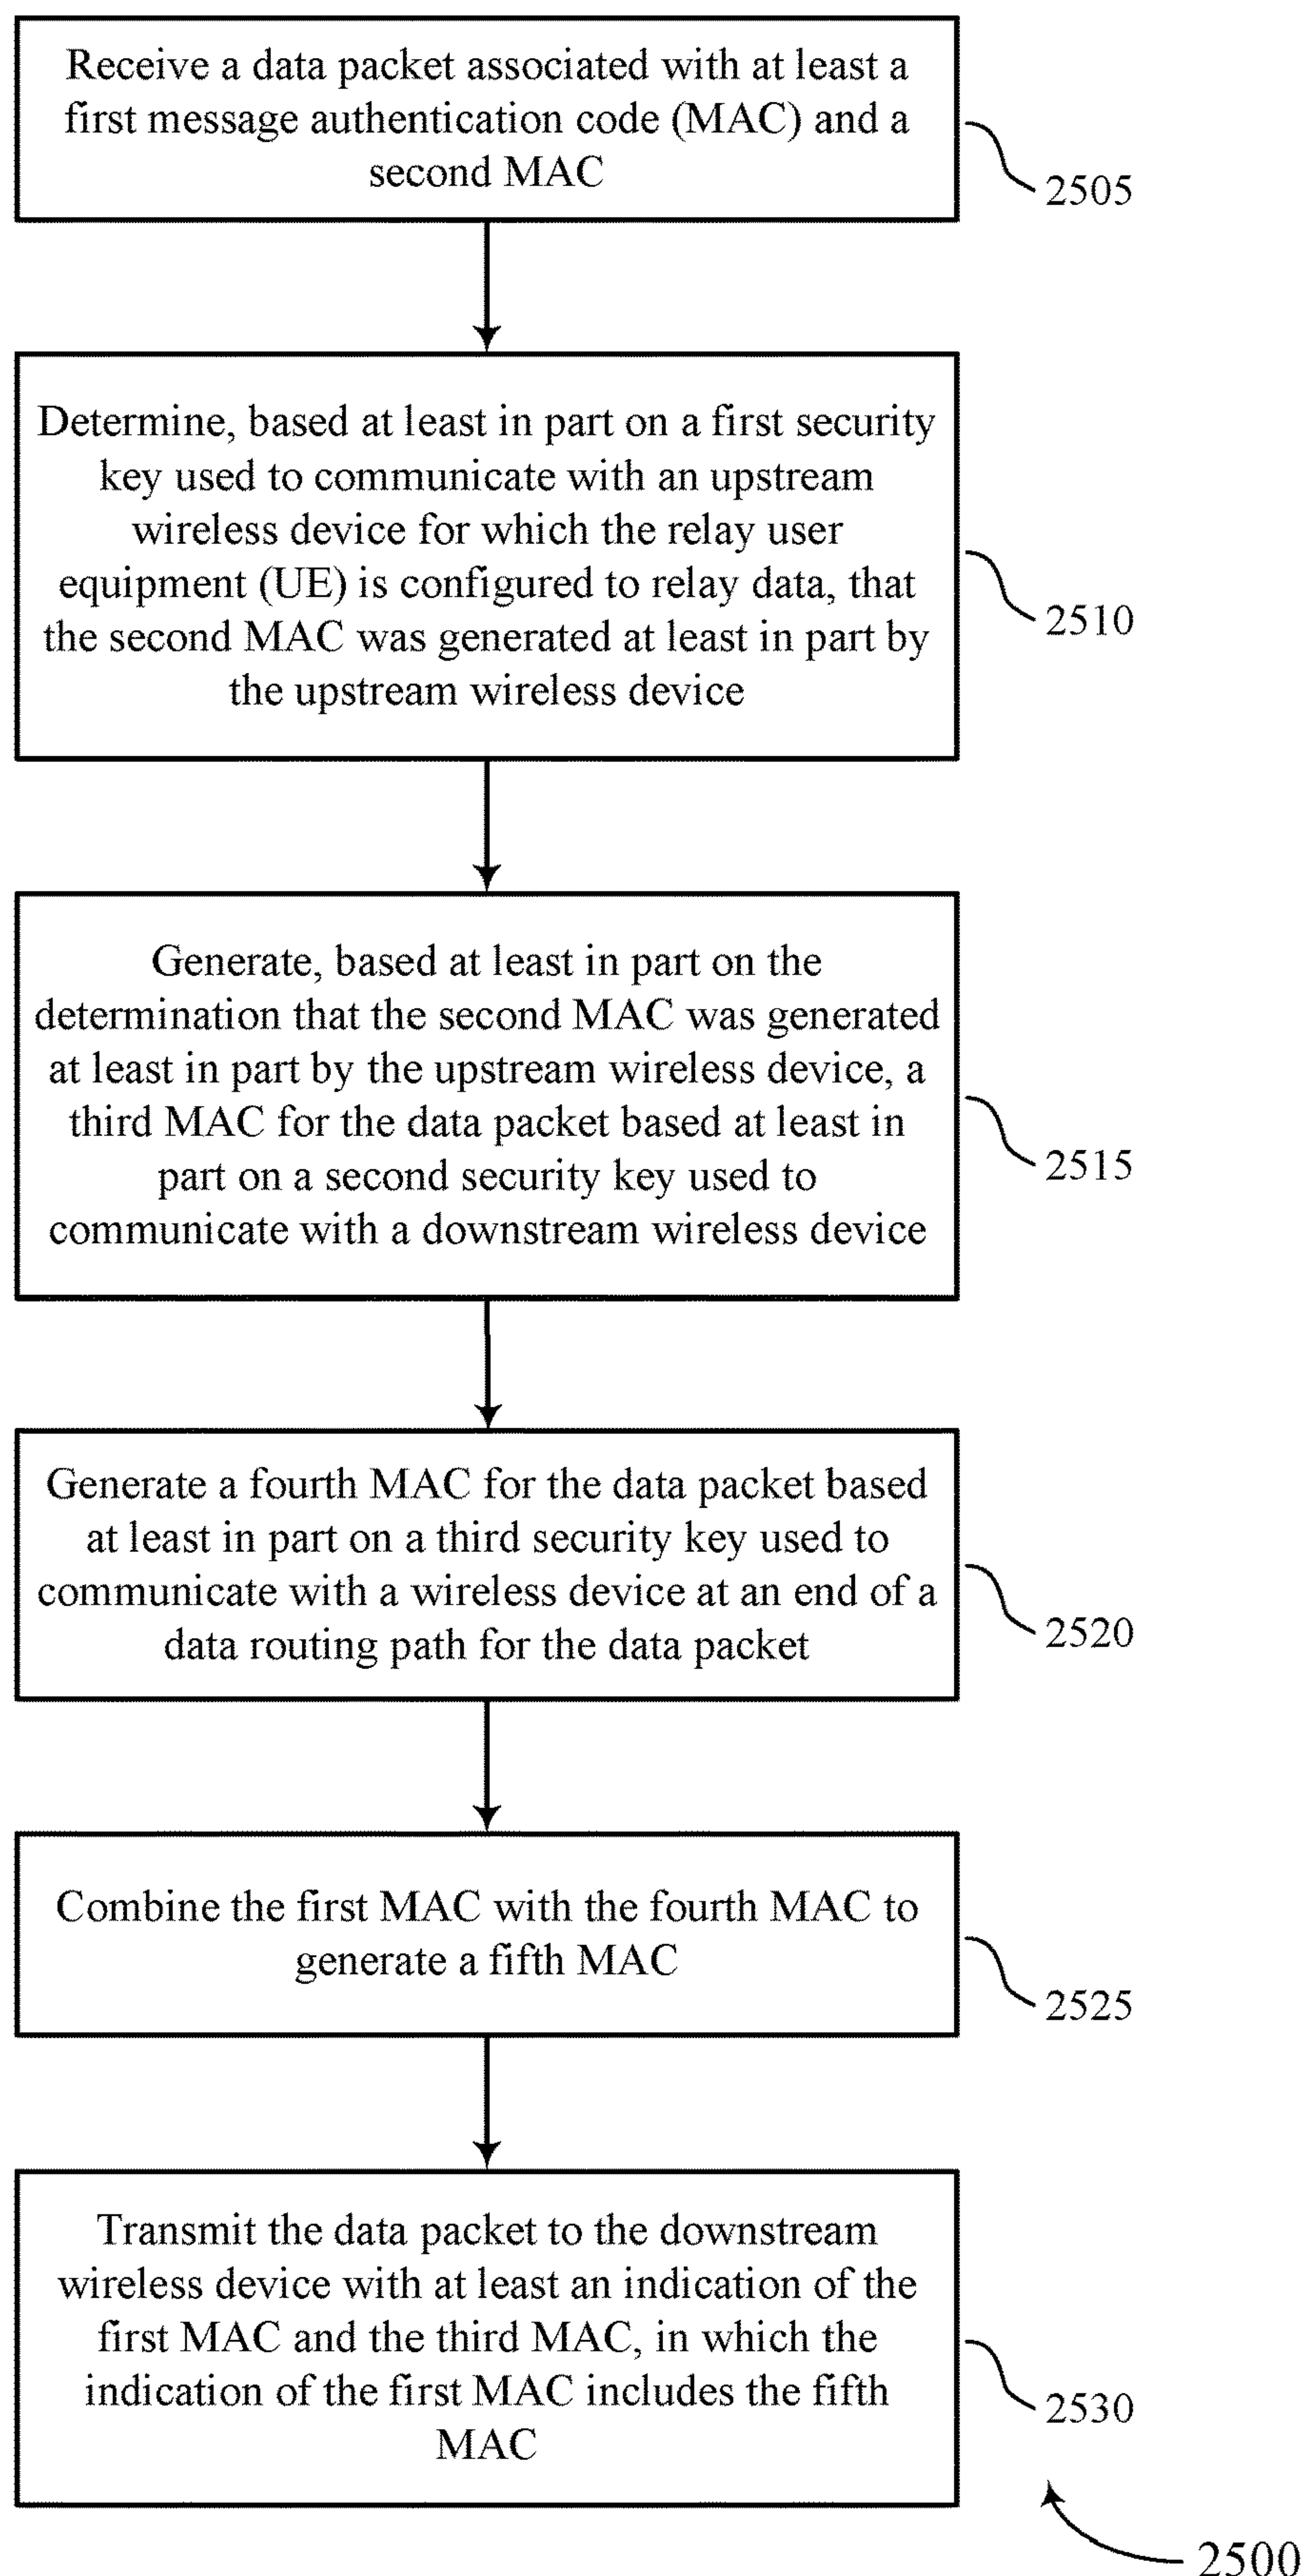 Receive a data packet associated with at least a
first message authentication code (MAC) and a
second MAC
2505
Determine, based at least in part on a first security
key used to communicate with an upstream
wireless device for which the relay user
equipment (UE) is configured to relay data, that
the second MAC was generated at least in part by
the upstream wireless device
2510
Generate, based at least in part on the
determination that the second MAC was generated
at least in part by the upstream wireless device, a
third MAC for the data packet based at least in
part on a second security key used to
communicate with a downstream wireless device
2515
Generate a fourth MAC for the data packet based
at least in part on a third security key used to
communicate with a wireless device at an end of a
data routing path for the data packet
2520
Combine the first MAC with the fourth MAC to
generate a fifth MAC
2525
Transmit the data packet to the downstream
wireless device with at least an indication of the
first MAC and the third MAC, in which the
indication of the first MAC includes the fifth
MAC
2530
2500